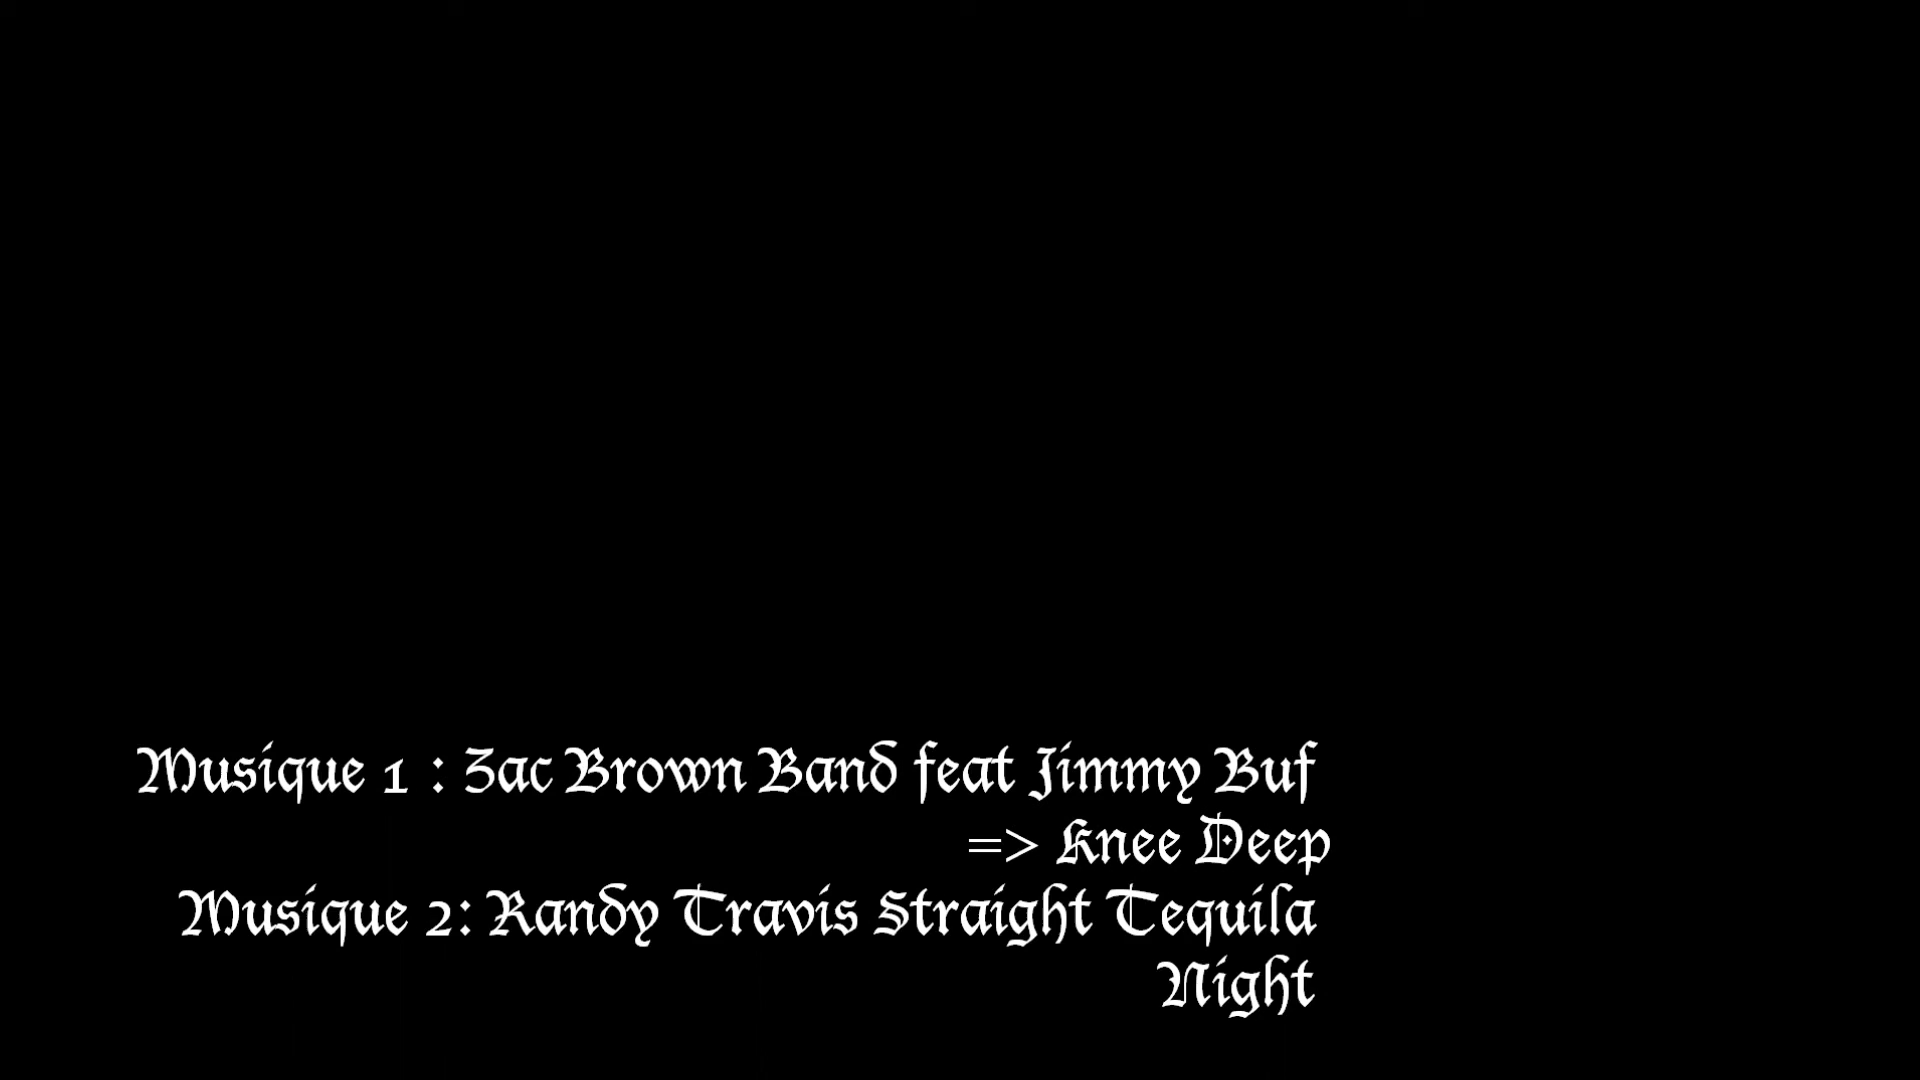 Musique 1 : Zac Brown Band feat Jimmy Buf
=> Knee Deep
Musique 2: Randy Travis Straight Tequila
Night